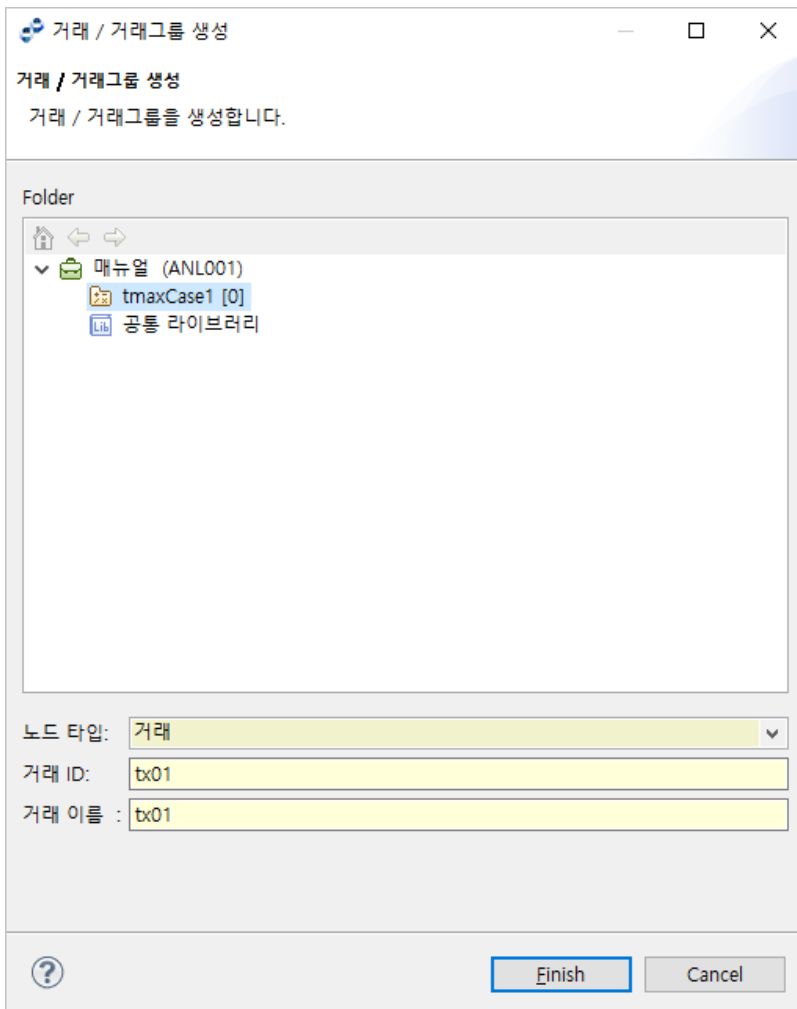 거래 / 거래그룹 생성
거래 / 거래그룹 생성
거래 / 거래그룹을 생성합니다.
Folder
매뉴얼 (ANL001)
tmaxCase1 [0]
Lib 공통 라이브러리
노드 타입: 거래
거래 ID: tx01
거래 이름 : tx01
? Finish Cancel